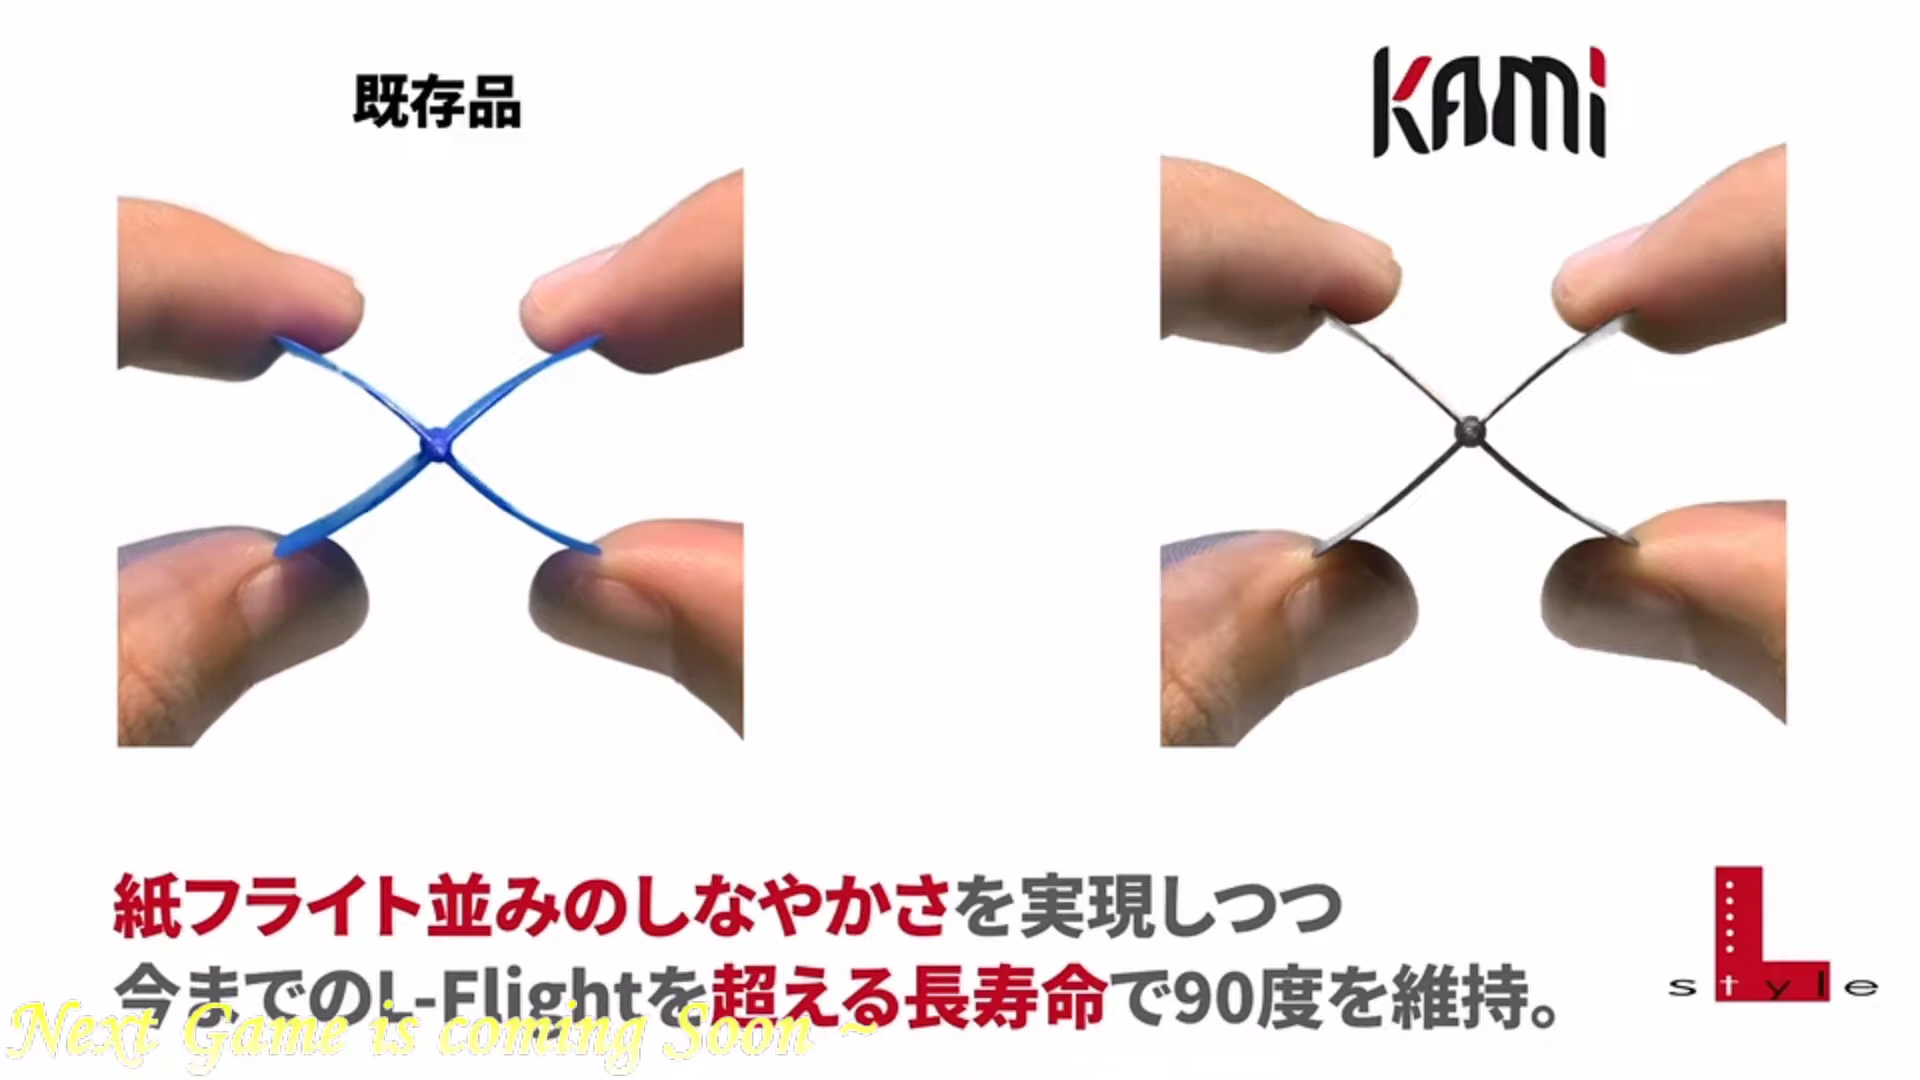 既存品
KAMi
紙フライト並みのしなやかさを実現しつつ
今までのL-Flightを超える長寿命で90度を維持。
L
style
Next Game is coming Soon ~